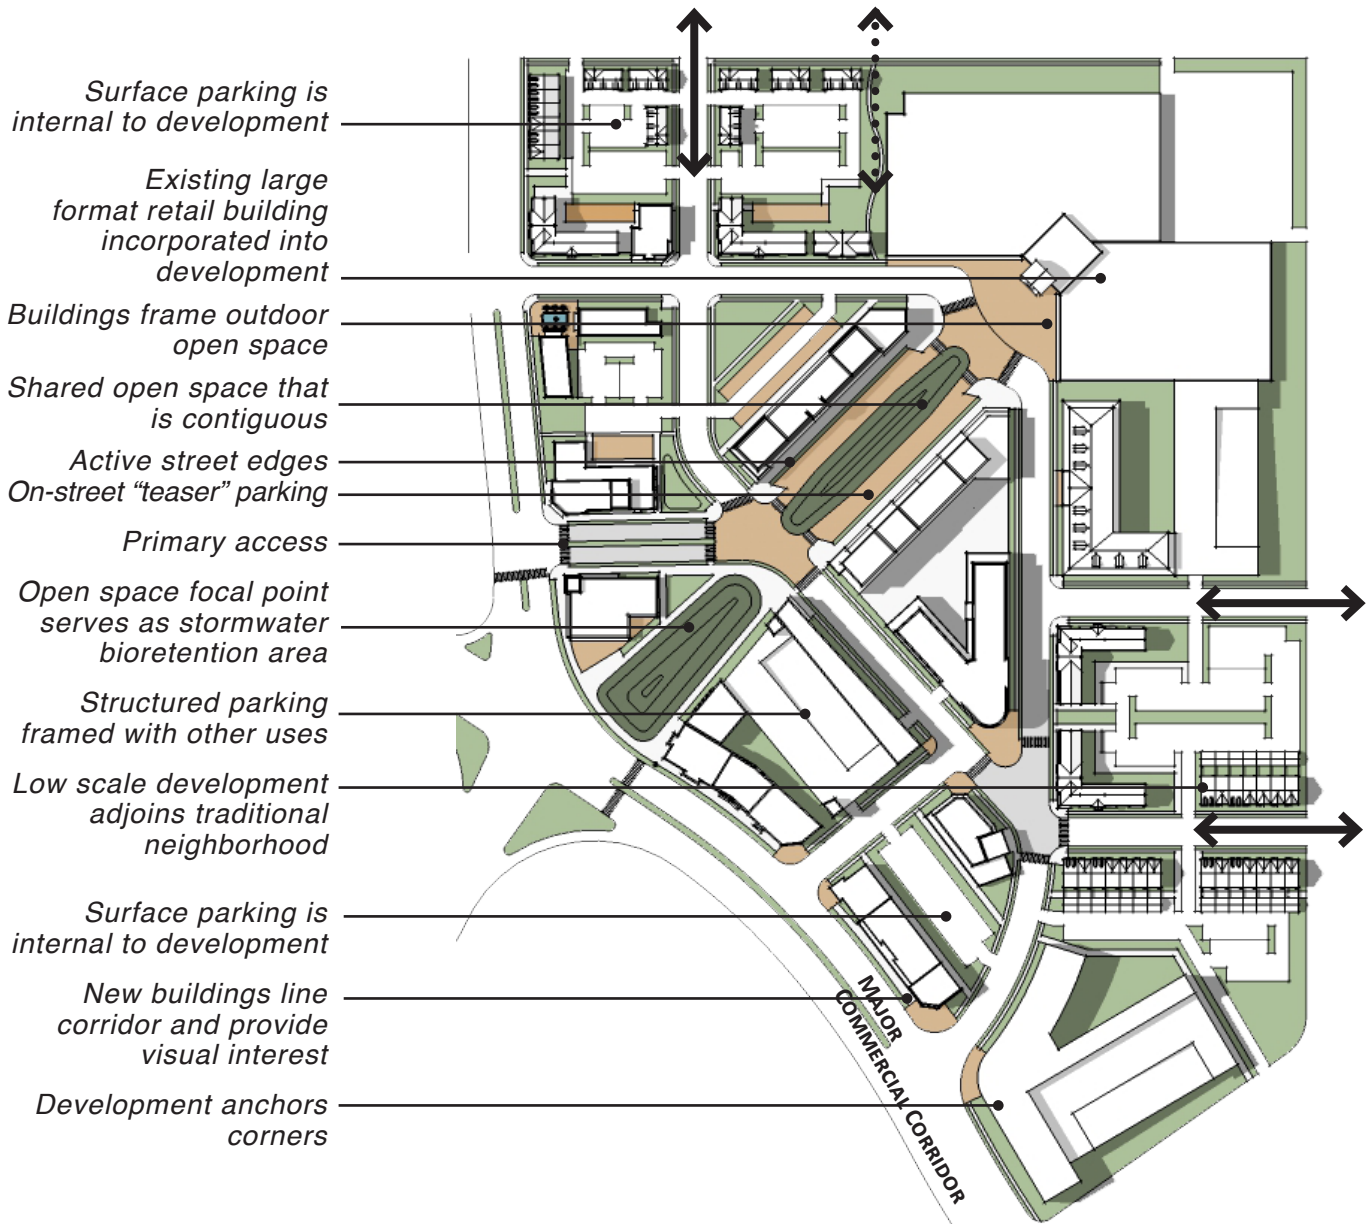 Surface parking is
internal to development
Existing large
format retail building
incorporated into
development
Buildings frame outdoor
open space
Shared open space that
is contiguous
Active street edges
On-street “teaser” parking
Primary access
Open space focal point
serves as stormwater
bioretention area
Structured parking
framed with other uses
Low scale development
adjoins traditional
neighborhood
Surface parking is
internal to development
New buildings line
corridor and provide
visual interest
Development anchors
corners
MAJOR
COMMERCIAL CORRIDOR